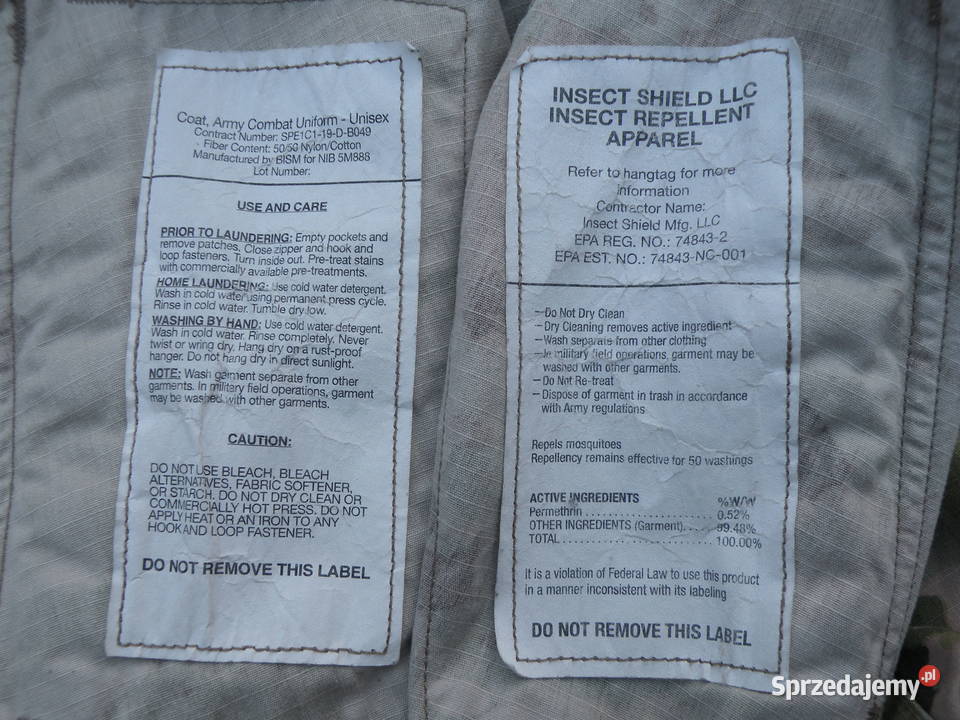 Coat, Army Combat Uniform - Unisex
Contract Number: SPE1C1-19-D-B049
Fiber Content: 50/50 Nylon/Cotton
Manufactured by BISM for NIB 5M888
Lot Number:
USE AND CARE
PRIOR TO LAUNDERING: Empty pockets and
remove patches. Close zipper and hook and
loop fasteners. Turn inside out. Pre-treat stains
with commercially available pre-treatments.
HOME LAUNDERING: Use cold water detergent.
Wash in cold water using permanent press cycle.
Rinse in cold water. Tumble dry low.
WASHING BY HAND: Use cold water detergent.
Wash in cold water. Rinse completely. Never
twist or wring dry. Hang dry on a rust-proof
hanger. Do not hang dry in direct sunlight.
NOTE: Wash garment separate from other
garments. In military field operations, garment
may be washed with other garments.
CAUTION:
DO NOT USE BLEACH, BLEACH
ALTERNATIVES, FABRIC SOFTENER,
OR STARCH. DO NOT DRY CLEAN OR
COMMERCIALLY HOT PRESS. DO NOT
APPLY HEAT OR AN IRON TO ANY
HOOK AND LOOP FASTENER.
DO NOT REMOVE THIS LABEL
INSECT SHIELD LLC
INSECT REPELLENT
APPAREL
Refer to hangtag for more
information
Contractor Name:
Insect Shield Mfg. LLC
EPA REG. NO.: 74843-2
EPA EST. NO.: 74843-NC-001
–Do Not Dry Clean
–Dry Cleaning removes active ingredient
–Wash separate from other clothing
–In military field operations, garment may be
washed with other garments.
–Do Not Re-treat
–Dispose of garment in trash in accordance
with Army regulations
Repels mosquitoes
Repellency remains effective for 50 washings
ACTIVE INGREDIENTS %W/W
Permethrin .................... 0.52%
OTHER INGREDIENTS (Garment).... 99.48%
TOTAL ........................ 100.00%
It is a violation of Federal Law to use this product
in a manner inconsistent with its labeling
DO NOT REMOVE THIS LABEL
Sprzedajemy.pl